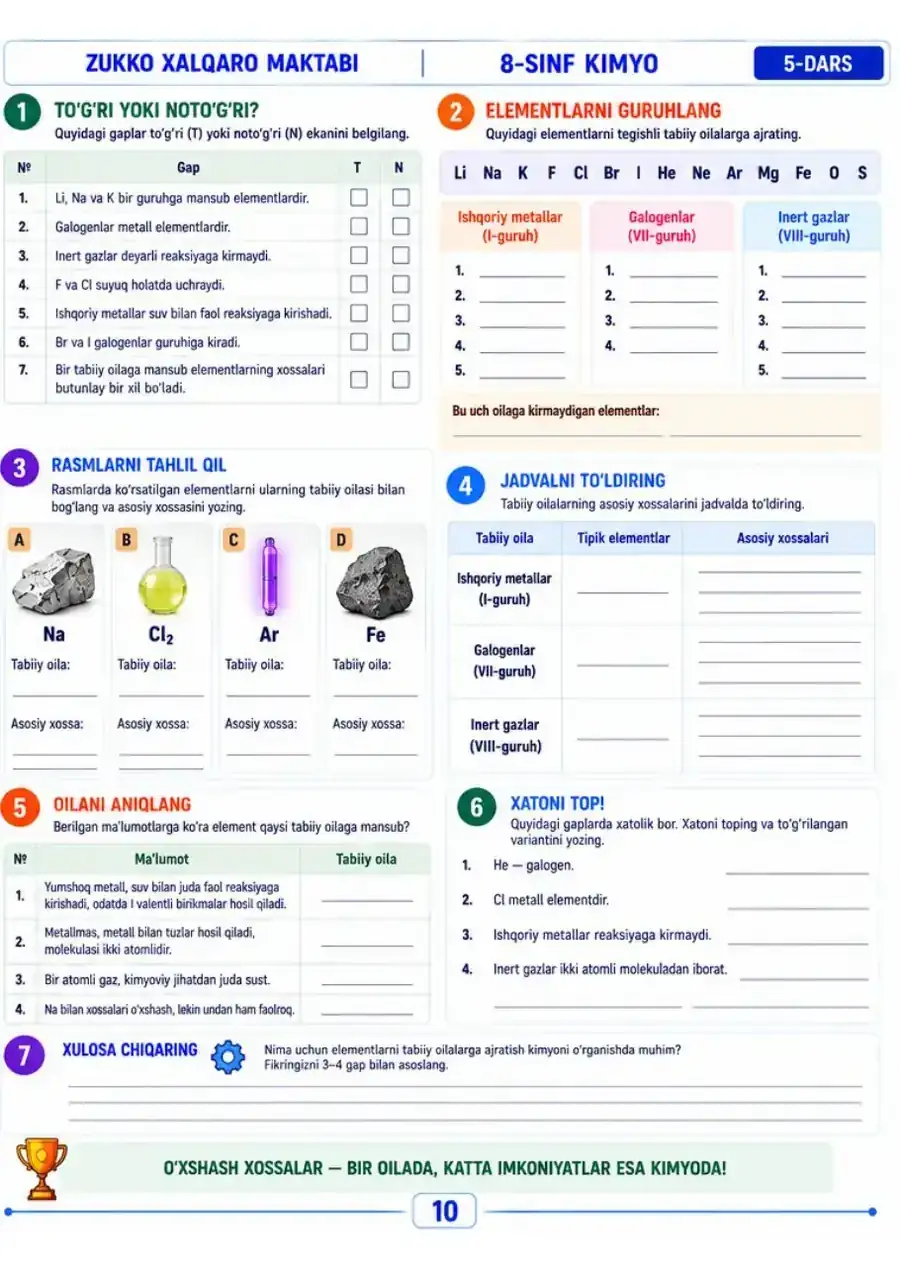 ZUKKO XALQARO MAKTABI | 8-SINF KIMYO 5-DARS
1 TO'G'RI YOKI NOTO'G'RI?
Quyidagi gaplar to'g'ri (T) yoki noto'g'ri (N) ekanini belgilang.
№ Gap T N
1. Li, Na va K bir guruhga mansub elementlardir.
2. Galogenlar metall elementlardir.
3. Inert gazlar deyarli reaksiyaga kirmaydi.
4. F va Cl suyuq holatda uchraydi.
5. Ishqoriy metallar suv bilan faol reaksiyaga kirishadi.
6. Br va I galogenlar guruhiga kiradi.
7. Bir tabiiy oilaga mansub elementlarning xossalari
butunlay bir xil bo'ladi.
2 ELEMENTLARNI GURUHLANG
Quyidagi elementlarni tegishli tabiiy oilalarga ajrating.
Li Na K F Cl Br I He Ne Ar Mg Fe O S
Ishqoriy metallar Galogenlar Inert gazlar
(I-guruh) (VII-guruh) (VIII-guruh)
1. 1. 1.
2. 2. 2.
3. 3. 3.
4. 4. 4.
5. 5.
Bu uch oilaga kirmaydigan elementlar:
3 RASMLARNI TAHLIL QIL
Rasmlarda ko'rsatilgan elementlarni ularning tabiiy oilasi bilan
bog'lang va asosiy xossasini yozing.
A B C D
Na Cl₂ Ar Fe
Tabiiy oila: Tabiiy oila: Tabiiy oila: Tabiiy oila:
Asosiy xossa: Asosiy xossa: Asosiy xossa: Asosiy xossa:
4 JADVALNI TO'LDIRING
Tabiiy oilalarning asosiy xossalarini jadvalda to'ldiring.
Tabiiy oila Tipik elementlar Asosiy xossalari
Ishqoriy metallar
(I-guruh)
Galogenlar
(VII-guruh)
Inert gazlar
(VIII-guruh)
5 OILANI ANIQLANG
Berilgan ma'lumotlarga ko'ra element qaysi tabiiy oilaga mansub?
№ Ma'lumot Tabiiy oila
1. Yumshoq metall, suv bilan juda faol reaksiyaga
kirishadi, odatda I valentli birikmalar hosil qiladi.
2. Metallmas, metall bilan tuzlar hosil qiladi,
molekulasi ikki atomlidir.
3. Bir atomli gaz, kimyoviy jihatdan juda sust.
4. Na bilan xossalari o'xshash, lekin undan ham faolroq.
6 XATONI TOP!
Quyidagi gaplarda xatolik bor. Xatoni toping va to'g'rilangan
variantini yozing.
1. He — galogen.
2. Cl metall elementdir.
3. Ishqoriy metallar reaksiyaga kirmaydi.
4. Inert gazlar ikki atomli molekuladan iborat.
7 XULOSA CHIQARING
Nima uchun elementlarni tabiiy oilalarga ajratish kimyoni o'rganishda muhim?
Fikringizni 3–4 gap bilan asoslang.
O'XSHASH XOSSALAR — BIR OILADA, KATTA IMKONIYATLAR ESA KIMYODA!
10